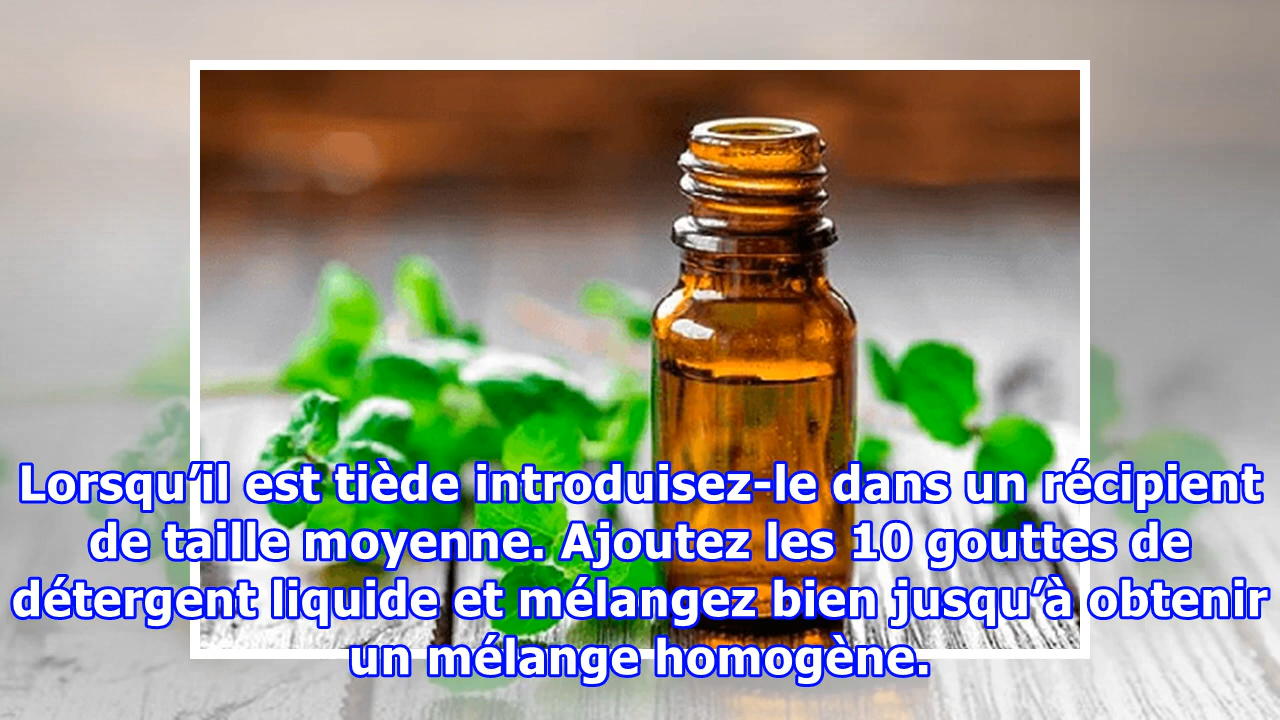 Lorsqu’il est tiède introduisez-le dans un récipient
de taille moyenne. Ajoutez les 10 gouttes de
détergent liquide et mélangez bien jusqu’à obtenir
un mélange homogène.